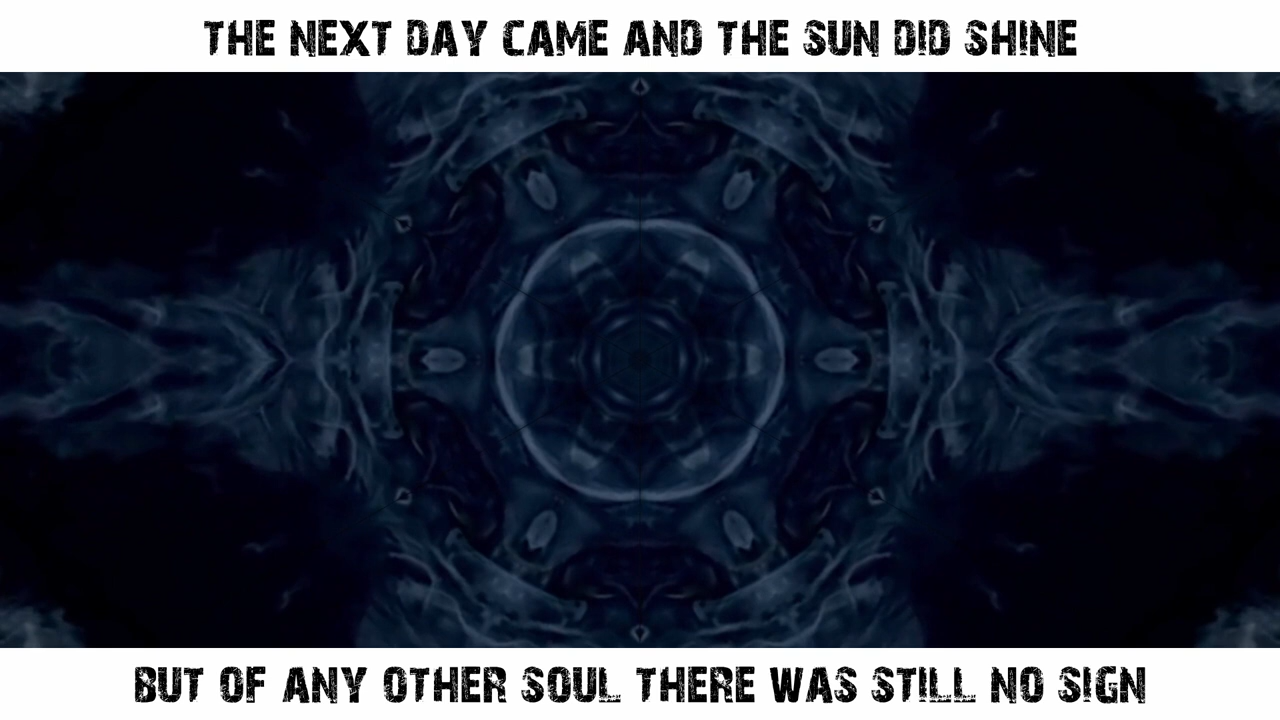 THE NEXT DAY CAME AND THE SUN DID SHINE
BUT OF ANY OTHER SOUL THERE WAS STILL NO SIGN